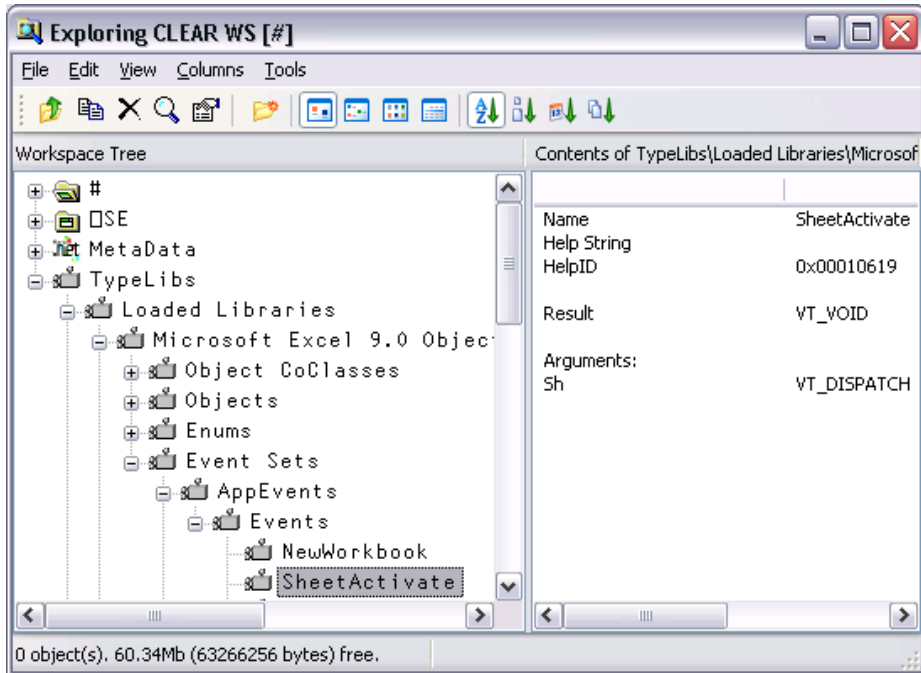 Exploring CLEAR WS [#]
File Edit View Columns Tools
Workspace Tree
Contents of TypeLibs\Loaded Libraries\Microsof
#
⎕SE
MetaData
TypeLibs
Loaded Libraries
Microsoft Excel 9.0 Objec
Object CoClasses
Objects
Enums
Event Sets
AppEvents
Events
NewWorkbook
SheetActivate
Name SheetActivate
Help String
HelpID 0x00010619
Result VT_VOID
Arguments:
Sh VT_DISPATCH
0 object(s). 60.34Mb (63266256 bytes) free.